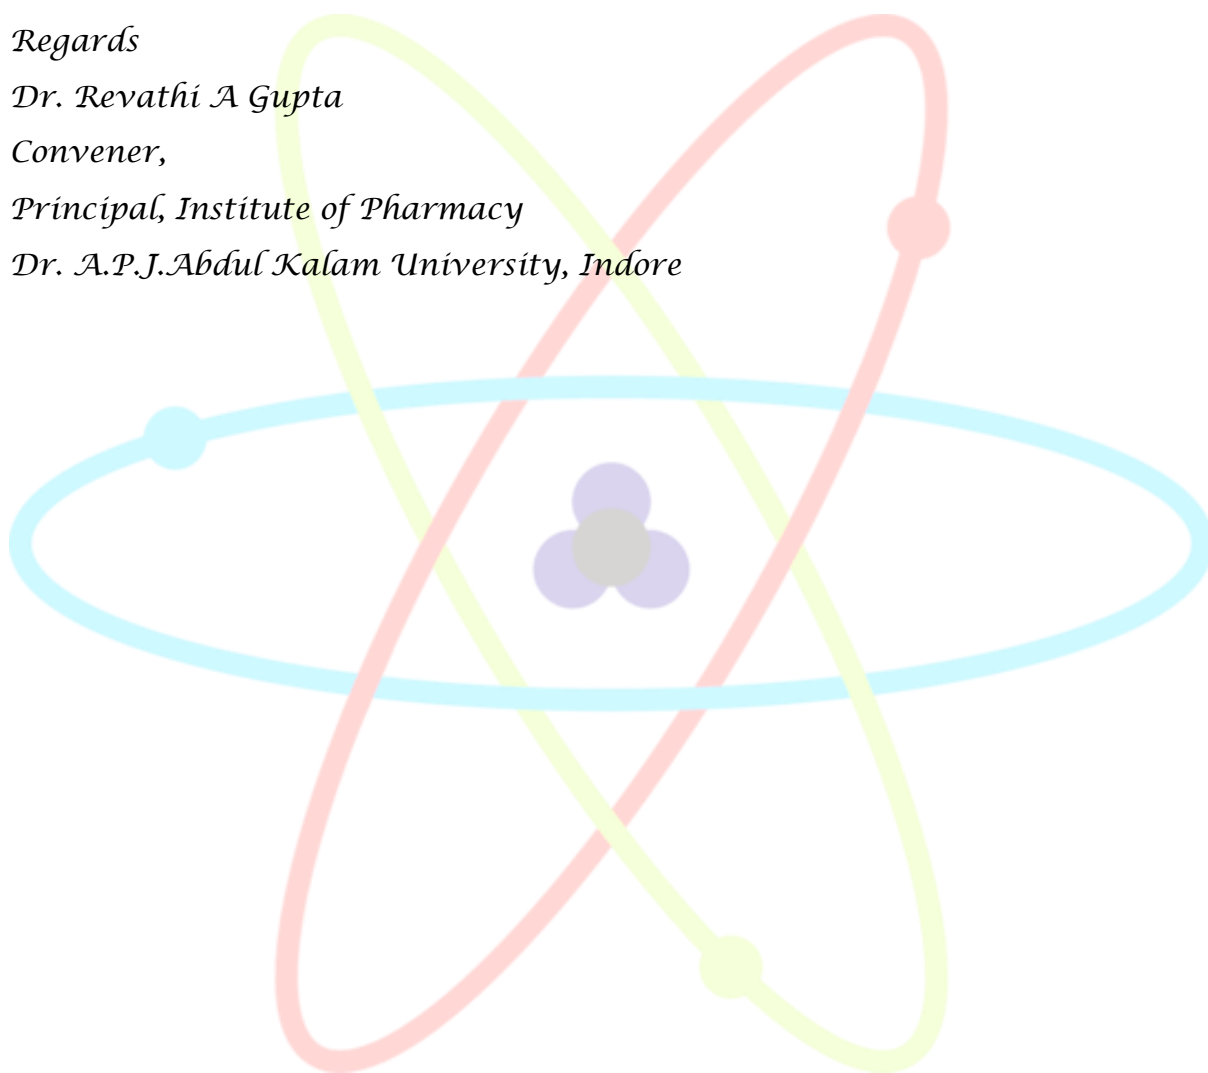 Regards
Dr. Revathi A Gupta
Convener,
Principal, Institute of Pharmacy
Dr. A.P.J.Abdul Kalam University, Indore